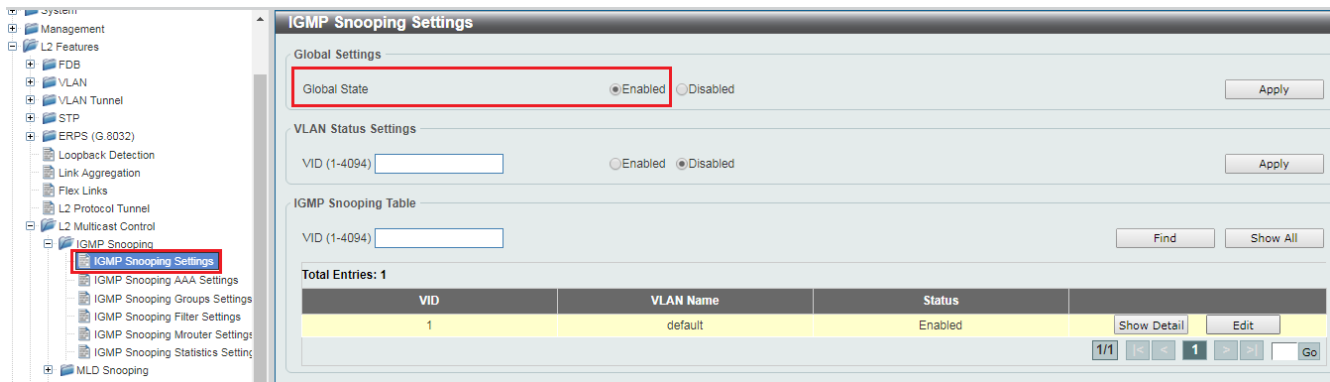 System
Management
L2 Features
FDB
VLAN
VLAN Tunnel
STP
ERPS (G.8032)
Loopback Detection
Link Aggregation
Flex Links
L2 Protocol Tunnel
L2 Multicast Control
IGMP Snooping
IGMP Snooping Settings
IGMP Snooping AAA Settings
IGMP Snooping Groups Settings
IGMP Snooping Filter Settings
IGMP Snooping Mrouter Settings
IGMP Snooping Statistics Setting
MLD Snooping
IGMP Snooping Settings
Global Settings
Global State Enabled Disabled Apply
VLAN Status Settings
VID (1-4094) Enabled Disabled Apply
IGMP Snooping Table
VID (1-4094) Find Show All
Total Entries: 1
VID VLAN Name Status
1 default Enabled Show Detail Edit
1/1 |< < 1 > >| Go